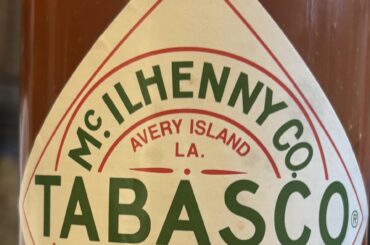 McILHENNY CO.
AVERY ISLAND
LA.
TABASCO®